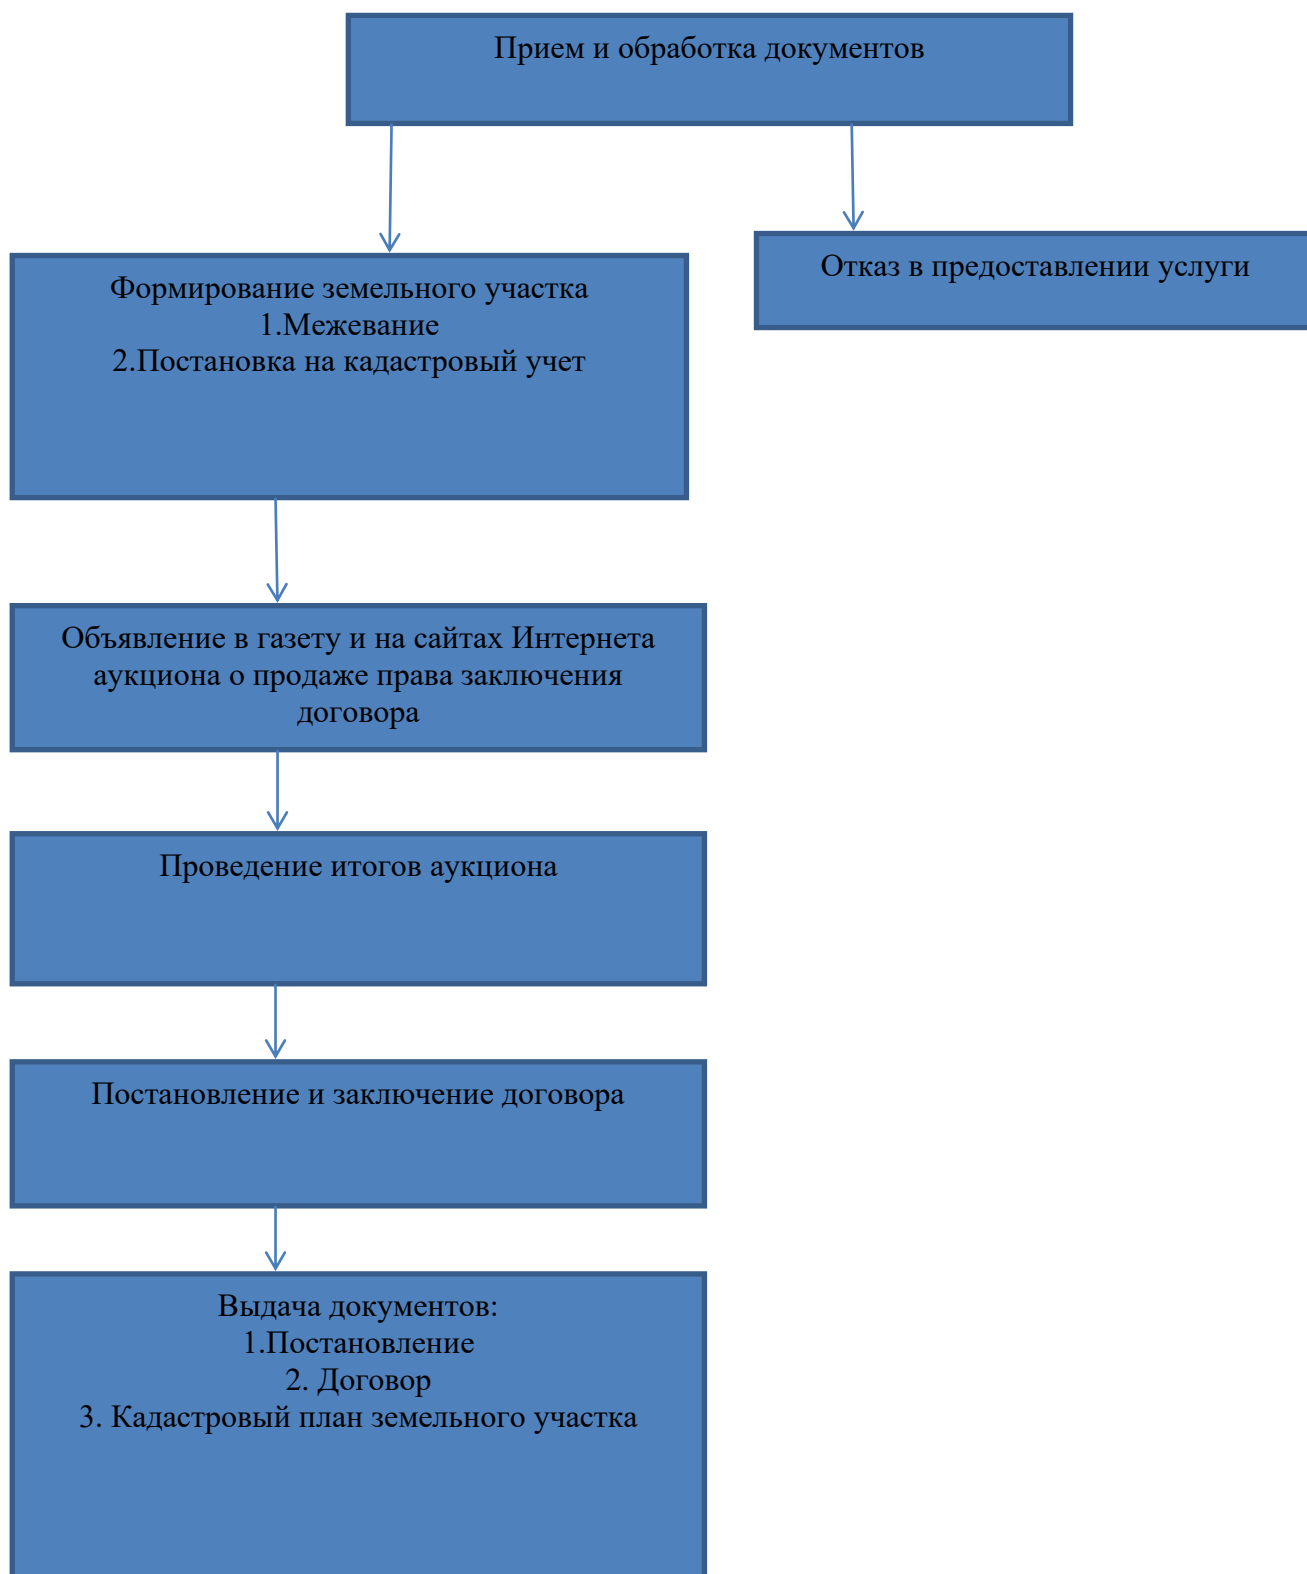 Прием и обработка документов
Отказ в предоставлении услуги
Формирование земельного участка
1.Межевание
2.Постановка на кадастровый учет
Объявление в газету и на сайтах Интернета
аукциона о продаже права заключения
договора
Проведение итогов аукциона
Постановление и заключение договора
Выдача документов:
1.Постановление
2. Договор
3. Кадастровый план земельного участка